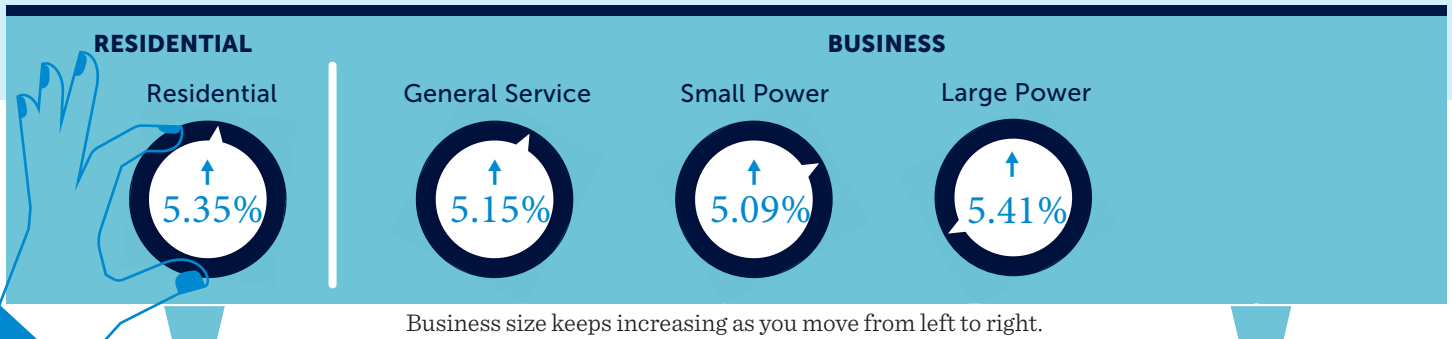 RESIDENTIAL
BUSINESS
Residential
General Service
Small Power
Large Power
5.35%
5.15%
5.09%
5.41%
Business size keeps increasing as you move from left to right.